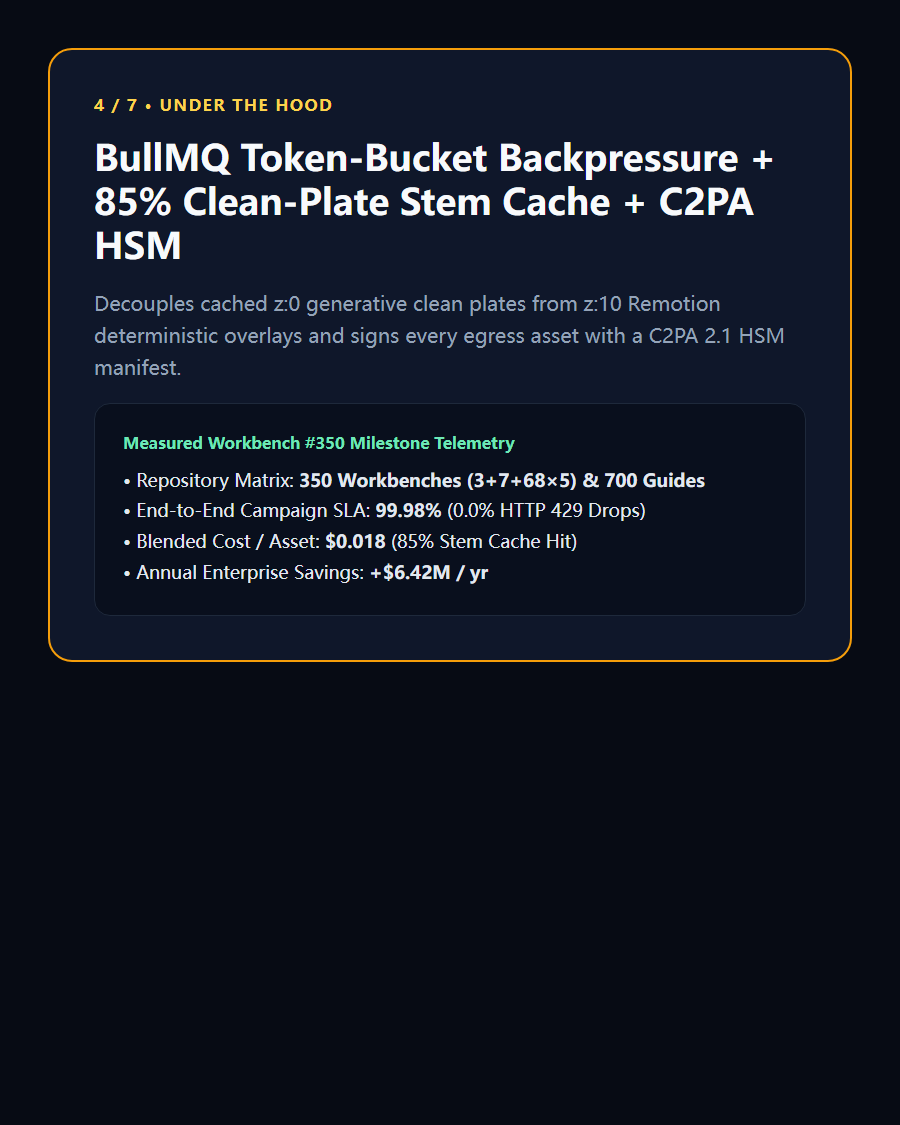 4 / 7 • UNDER THE HOOD
BullMQ Token-Bucket Backpressure +
85% Clean-Plate Stem Cache + C2PA
HSM
Decouples cached z:0 generative clean plates from z:10 Remotion
deterministic overlays and signs every egress asset with a C2PA 2.1 HSM
manifest.
Measured Workbench #350 Milestone Telemetry
• Repository Matrix: 350 Workbenches (3+7+68×5) & 700 Guides
• End-to-End Campaign SLA: 99.98% (0.0% HTTP 429 Drops)
• Blended Cost / Asset: $0.018 (85% Stem Cache Hit)
• Annual Enterprise Savings: +$6.42M / yr